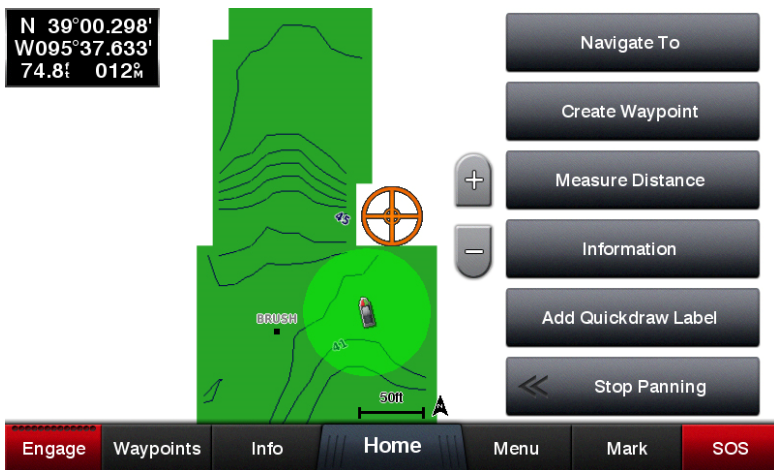 N 39°00.298'
W095°37.633'
74.8ft 012°M
45
BRUSH
41
50ft
N
Navigate To
Create Waypoint
Measure Distance
Information
Add Quickdraw Label
Stop Panning
Engage Waypoints Info Home Menu Mark SOS